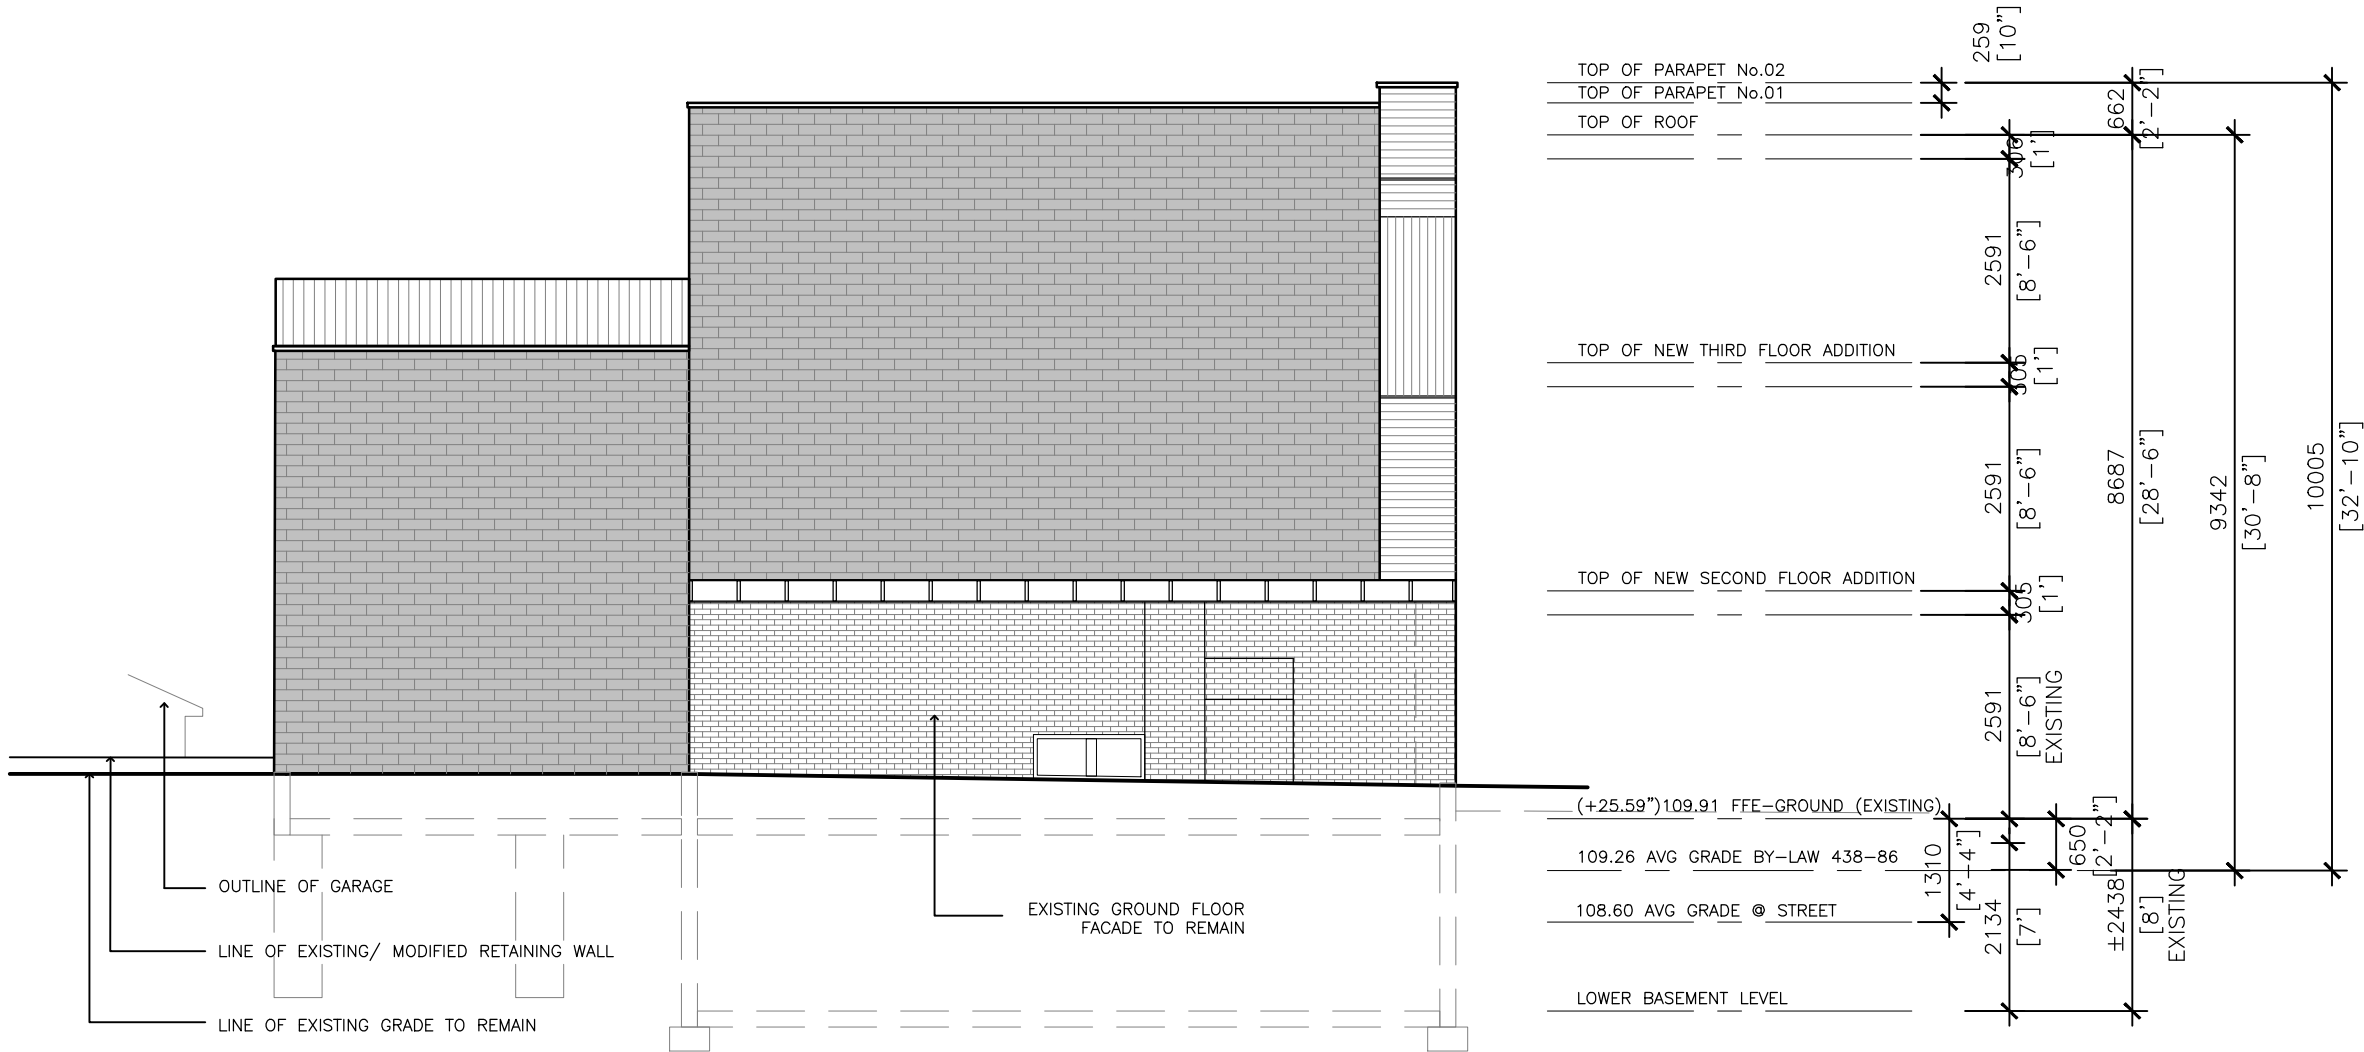 259
[10"]
TOP OF PARAPET No.02
TOP OF PARAPET No.01
TOP OF ROOF
662
[2'-2"]
306
[1']
2591
[8'-6"]
TOP OF NEW THIRD FLOOR ADDITION
305
[1']
2591
[8'-6"]
8687
[28'-6"]
9342
[30'-8"]
10005
[32'-10"]
TOP OF NEW SECOND FLOOR ADDITION
305
[1']
2591
[8'-6"]
EXISTING
(+25.59")109.91 FFE-GROUND (EXISTING)
109.26 AVG GRADE BY-LAW 438-86
108.60 AVG GRADE @ STREET
1310
[4'-4"]
650
[2'-2"]
2134
[7']
±2438
[8']
EXISTING
LOWER BASEMENT LEVEL
OUTLINE OF GARAGE
LINE OF EXISTING/ MODIFIED RETAINING WALL
LINE OF EXISTING GRADE TO REMAIN
EXISTING GROUND FLOOR
FACADE TO REMAIN